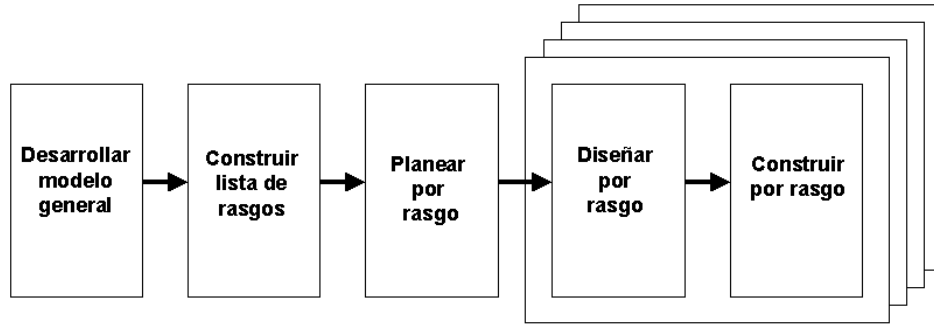 Desarrollar
modelo
general
Construir
lista de
rasgos
Planear
por
rasgo
Diseñar
por
rasgo
Construir
por rasgo